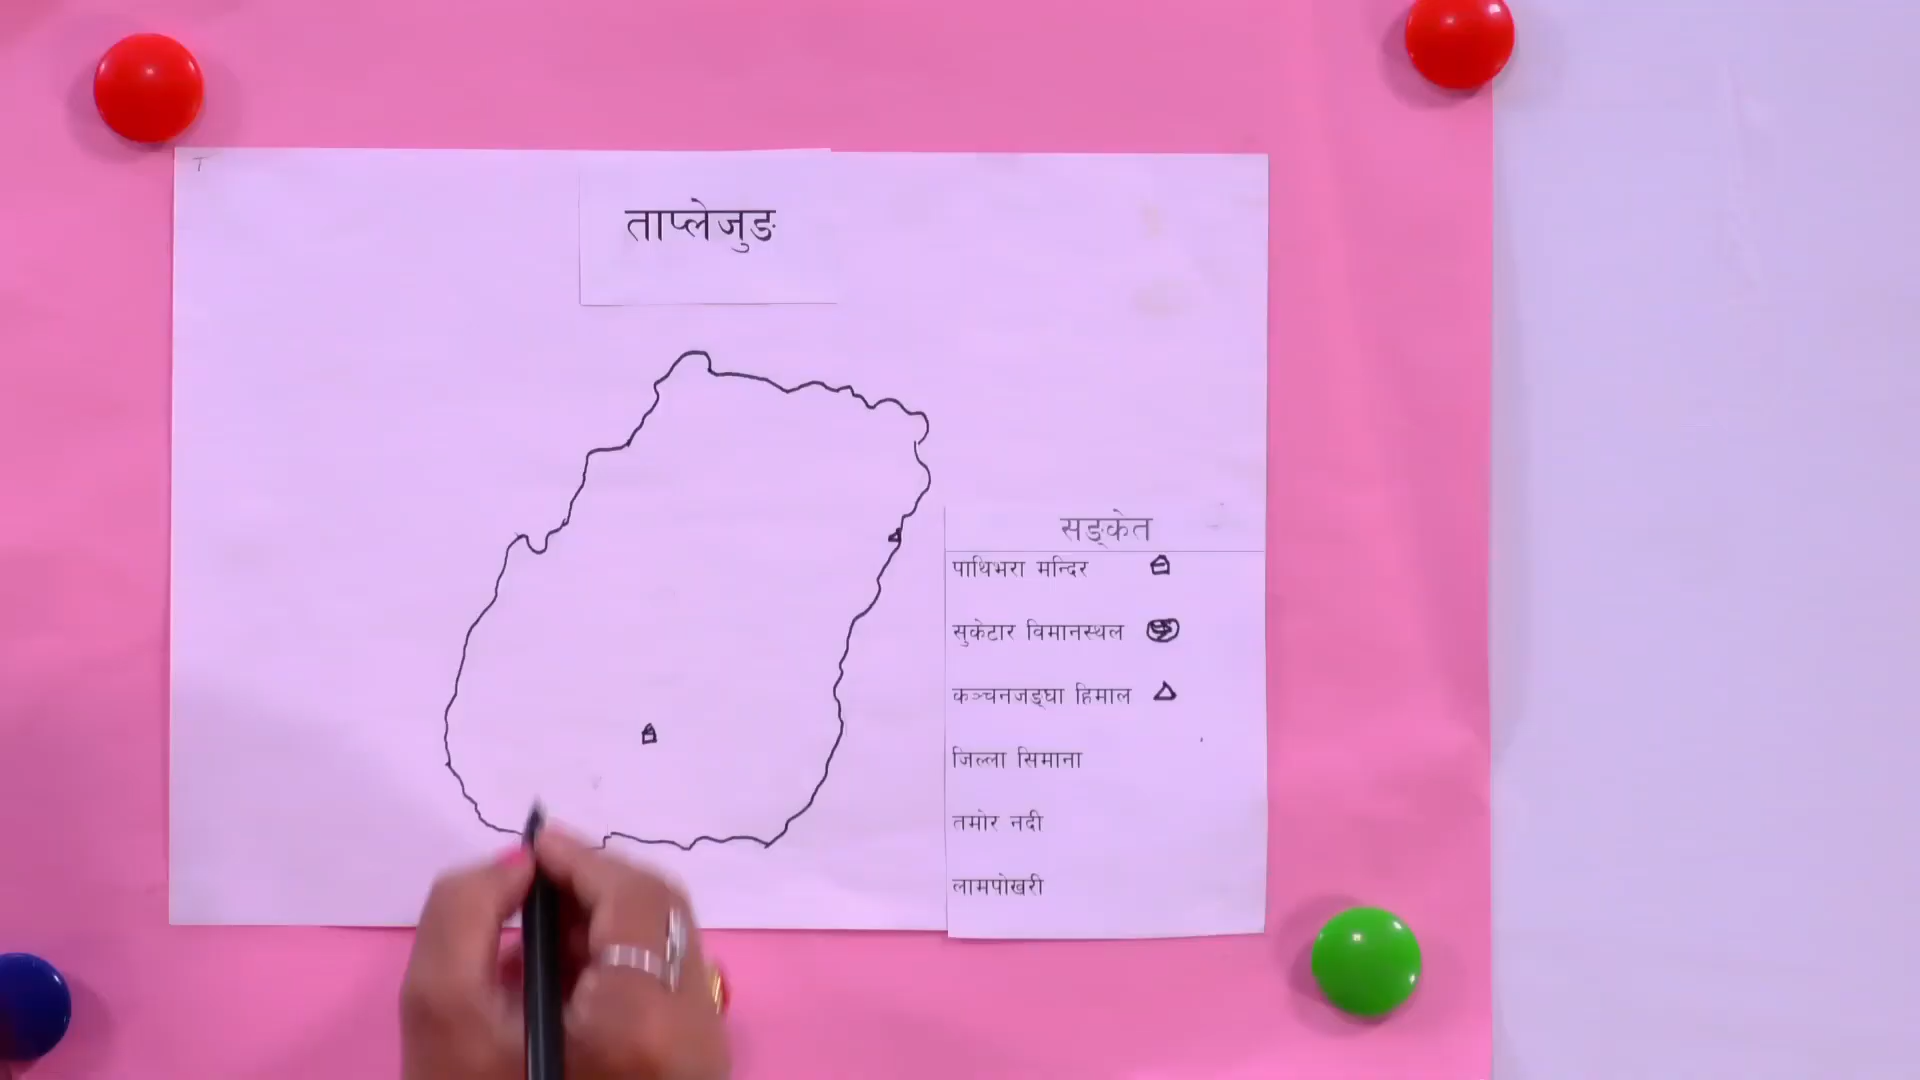 T
ताप्लेजुङ
सङ्केत
पाथिभरा मन्दिर
सुकेटार विमानस्थल
कञ्चनजङ्घा हिमाल
जिल्ला सिमाना
तमोर नदी
लामपोखरी